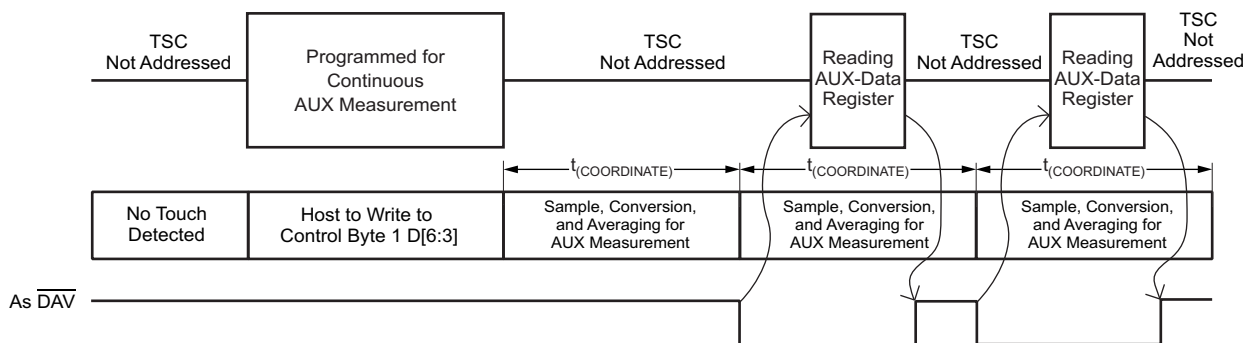 TSC
Not Addressed
Programmed for
Continuous
AUX Measurement
TSC
Not Addressed
Reading
AUX-Data
Register
TSC
Not Addressed
Reading
AUX-Data
Register
TSC
Not
Addressed
t(COORDINATE)
t(COORDINATE)
t(COORDINATE)
No Touch
Detected
Host to Write to
Control Byte 1 D[6:3]
Sample, Conversion,
and Averaging for
AUX Measurement
Sample, Conversion,
and Averaging for
AUX Measurement
Sample, Conversion,
and Averaging for
AUX Measurement
As D̅A̅V̅